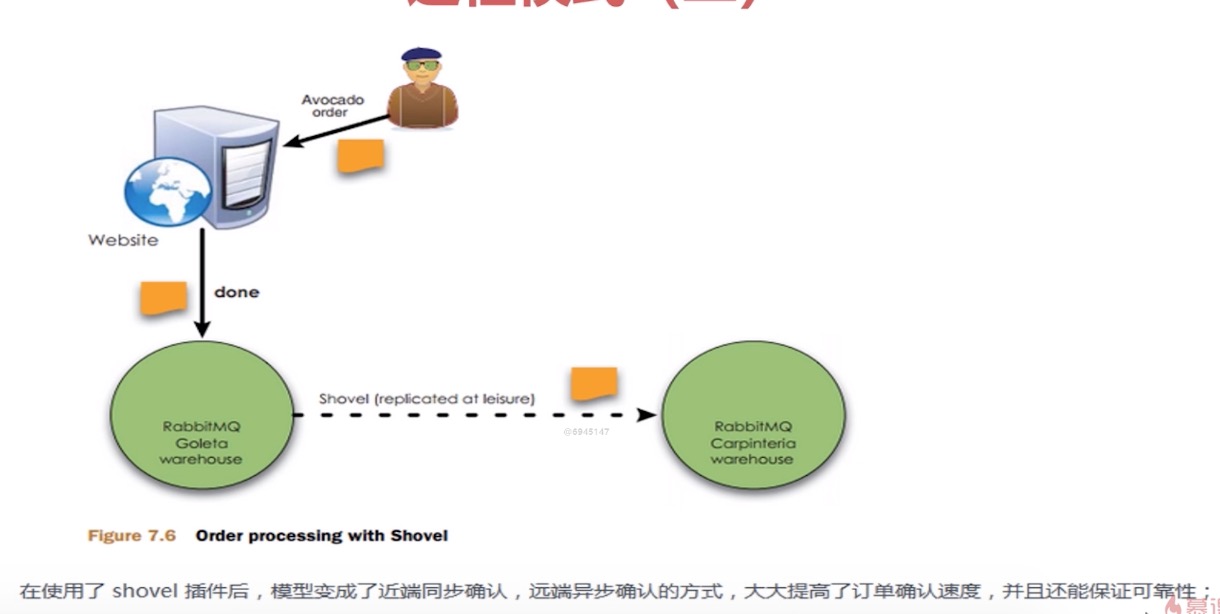 Avocado
order
Website
done
Shovel (replicated at leisure)
@6945147
RabbitMQ
Goleta
warehouse
RabbitMQ
Carpinteria
warehouse
Figure 7.6 Order processing with Shovel
在使用了 shovel 插件后，模型变成了近端同步确认，远端异步确认的方式，大大提高了订单确认速度，并且还能保证可靠性；